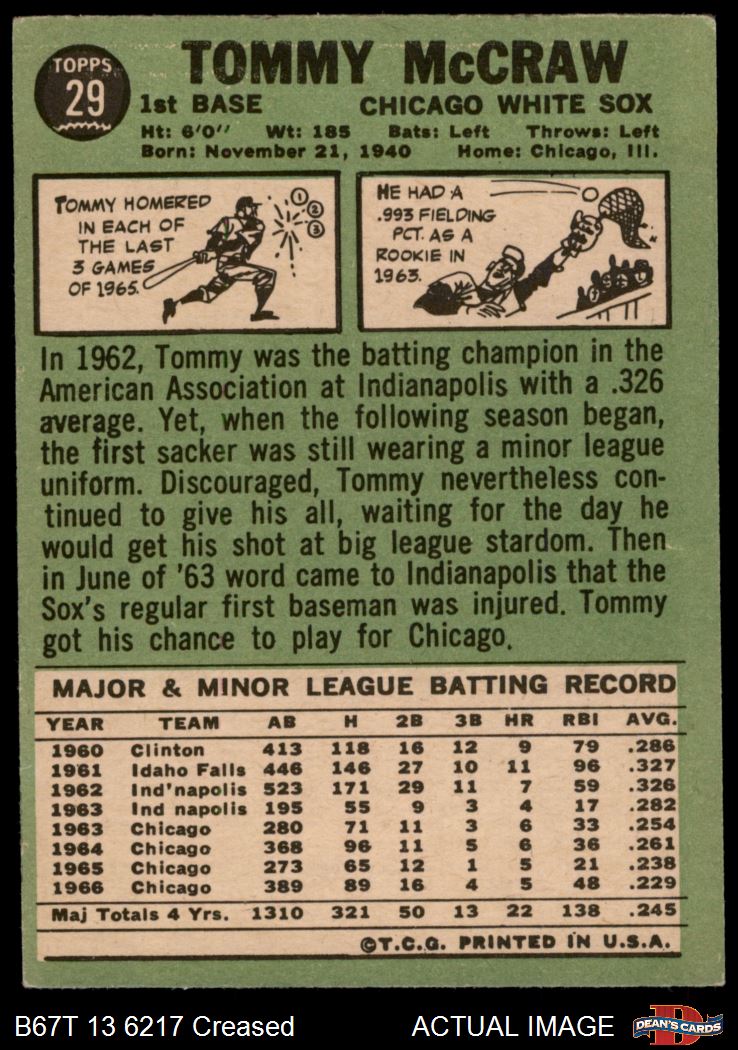 TOPPS
29
TOMMY McCRAW
1st BASE CHICAGO WHITE SOX
Ht: 6'0" Wt: 185 Bats: Left Throws: Left
Born: November 21, 1940 Home: Chicago, Ill.
TOMMY HOMERED
IN EACH OF
THE LAST
3 GAMES
OF 1965.
1
2
3
HE HAD A
.993 FIELDING
PCT. AS A
ROOKIE IN
1963.
In 1962, Tommy was the batting champion in the
American Association at Indianapolis with a .326
average. Yet, when the following season began,
the first sacker was still wearing a minor league
uniform. Discouraged, Tommy nevertheless con-
tinued to give his all, waiting for the day he
would get his shot at big league stardom. Then
in June of '63 word came to Indianapolis that the
Sox's regular first baseman was injured. Tommy
got his chance to play for Chicago.
MAJOR & MINOR LEAGUE BATTING RECORD
YEAR TEAM AB H 2B 3B HR RBI AVG.
1960 Clinton 413 118 16 12 9 79 .286
1961 Idaho Falls 446 146 27 10 11 96 .327
1962 Ind'napolis 523 171 29 11 7 59 .326
1963 Ind napolis 195 55 9 3 4 17 .282
1963 Chicago 280 71 11 3 6 33 .254
1964 Chicago 368 96 11 5 6 36 .261
1965 Chicago 273 65 12 1 5 21 .238
1966 Chicago 389 89 16 4 5 48 .229
Maj Totals 4 Yrs. 1310 321 50 13 22 138 .245
©T.C.G. PRINTED IN U.S.A.
B67T 13 6217 Creased ACTUAL IMAGE
D
DEAN'S CARDS